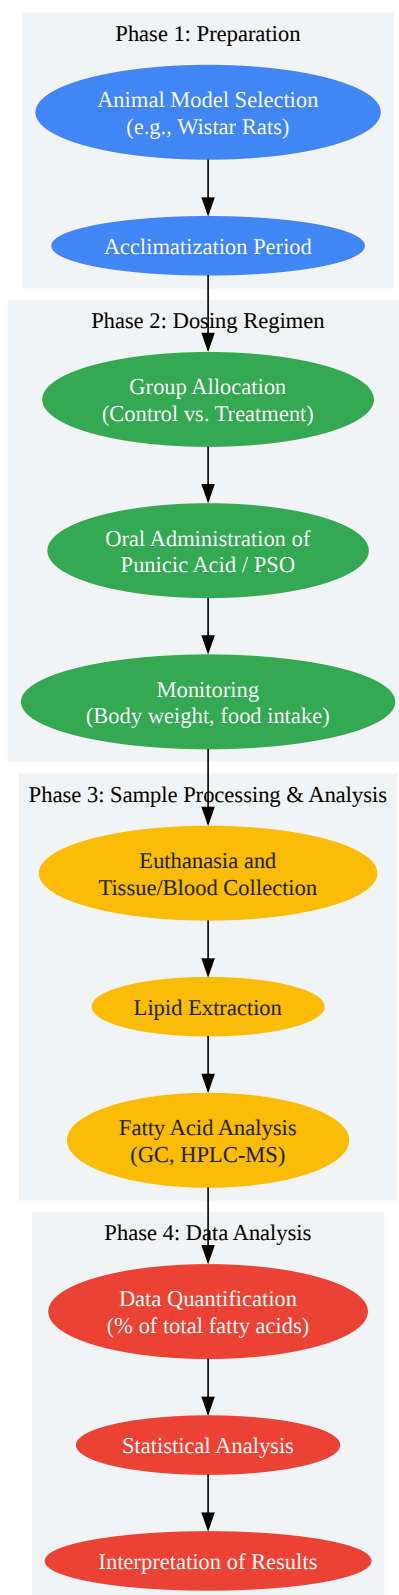 Phase 1: Preparation
Animal Model Selection
(e.g., Wistar Rats)
Acclimatization Period
Phase 2: Dosing Regimen
Group Allocation
(Control vs. Treatment)
Oral Administration of
Punicic Acid / PSO
Monitoring
(Body weight, food intake)
Phase 3: Sample Processing & Analysis
Euthanasia and
Tissue/Blood Collection
Lipid Extraction
Fatty Acid Analysis
(GC, HPLC-MS)
Phase 4: Data Analysis
Data Quantification
(% of total fatty acids)
Statistical Analysis
Interpretation of Results